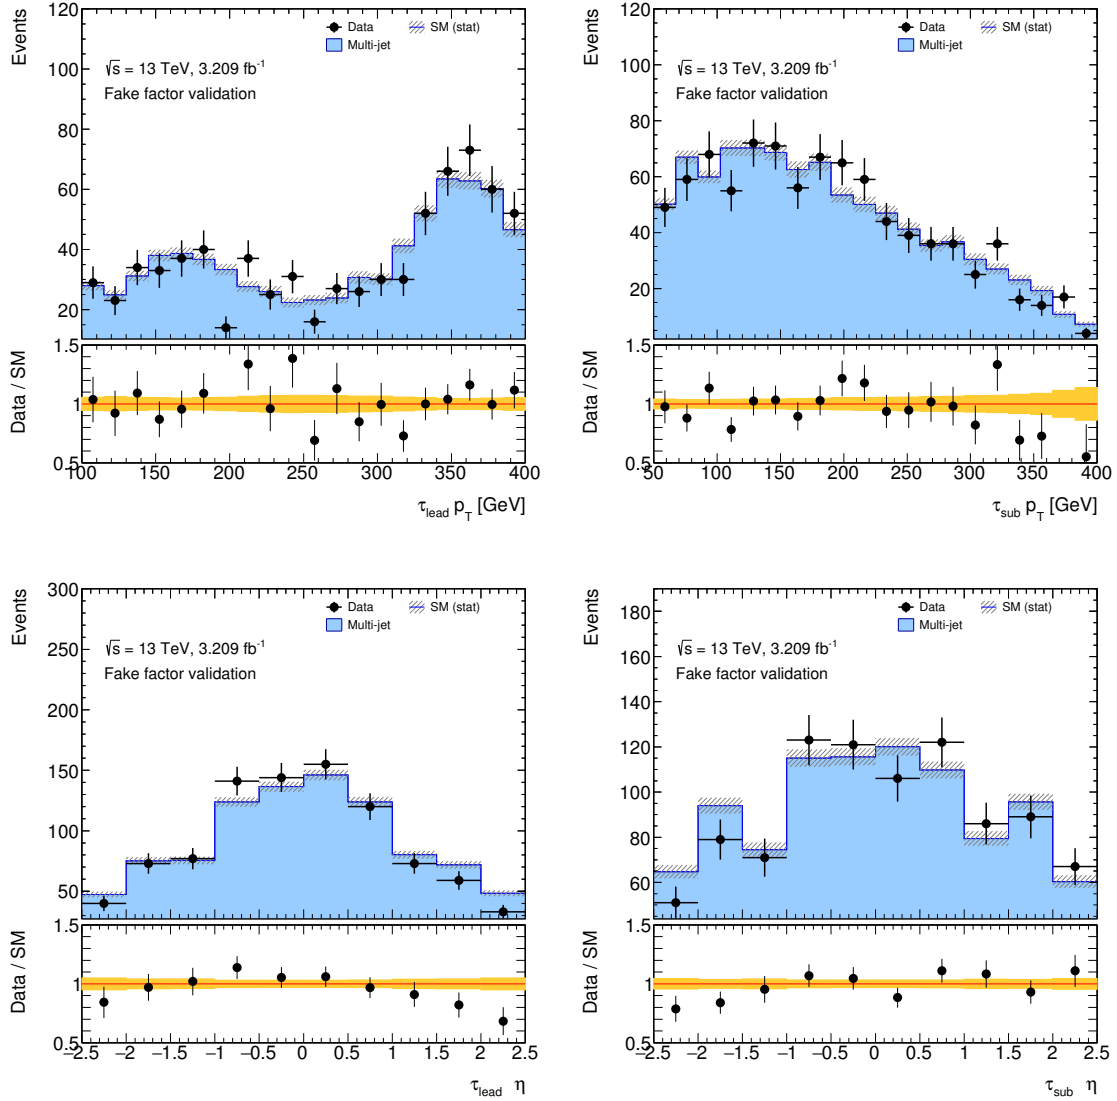 Events
120
100
80
60
40
20
Data
SM (stat)
Multi-jet
√s = 13 TeV, 3.209 fb⁻¹
Fake factor validation
Data / SM
1.5
1
0.5
100 150 200 250 300 350 400
τlead pT [GeV]
Events
120
100
80
60
40
20
Data
SM (stat)
Multi-jet
√s = 13 TeV, 3.209 fb⁻¹
Fake factor validation
Data / SM
1.5
1
0.5
50 100 150 200 250 300 350 400
τsub pT [GeV]
Events
300
250
200
150
100
50
Data
SM (stat)
Multi-jet
√s = 13 TeV, 3.209 fb⁻¹
Fake factor validation
Data / SM
1.5
1
0.5
−2.5 −2 −1.5 −1 −0.5 0 0.5 1 1.5 2 2.5
τlead η
Events
180
160
140
120
100
80
60
Data
SM (stat)
Multi-jet
√s = 13 TeV, 3.209 fb⁻¹
Fake factor validation
Data / SM
1.5
1
0.5
−2.5 −2 −1.5 −1 −0.5 0 0.5 1 1.5 2 2.5
τsub η